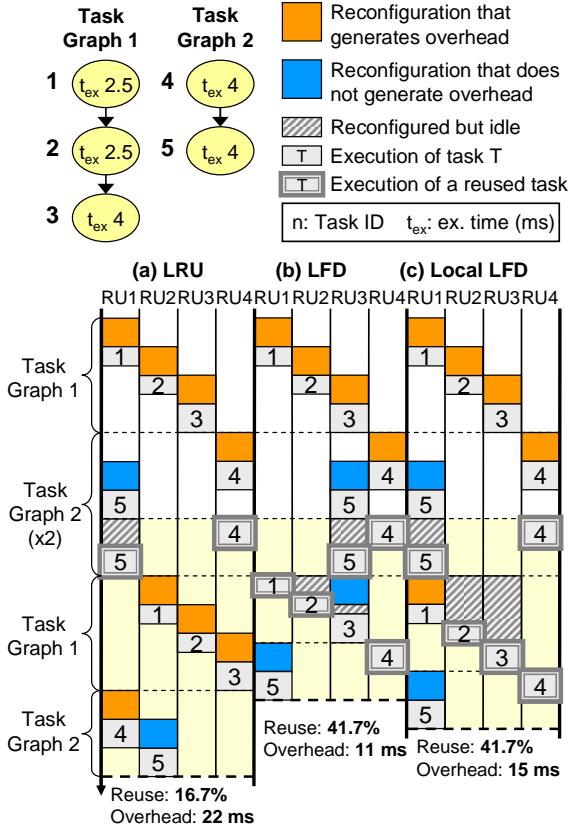 Task Graph 1
Task Graph 2
1 t_ex 2.5
2 t_ex 2.5
3 t_ex 4
4 t_ex 4
5 t_ex 4
Reconfiguration that
generates overhead
Reconfiguration that does
not generate overhead
Reconfigured but idle
T Execution of task T
T Execution of a reused task
n: Task ID t_ex: ex. time (ms)
(a) LRU (b) LFD (c) Local LFD
RU1 RU2 RU3 RU4 RU1 RU2 RU3 RU4 RU1 RU2 RU3 RU4
Task
Graph 1
1 1 1
2 2 2
3 3 3
Task
Graph 2
(x2)
4 4 4
5 5 5
4 4 4
5 5 5
Task
Graph 1
1 1 1
2 2 2
3 3 3
4 4
5 5
Task
Graph 2
4
5
Reuse: 16.7%
Overhead: 22 ms
Reuse: 41.7%
Overhead: 11 ms
Reuse: 41.7%
Overhead: 15 ms